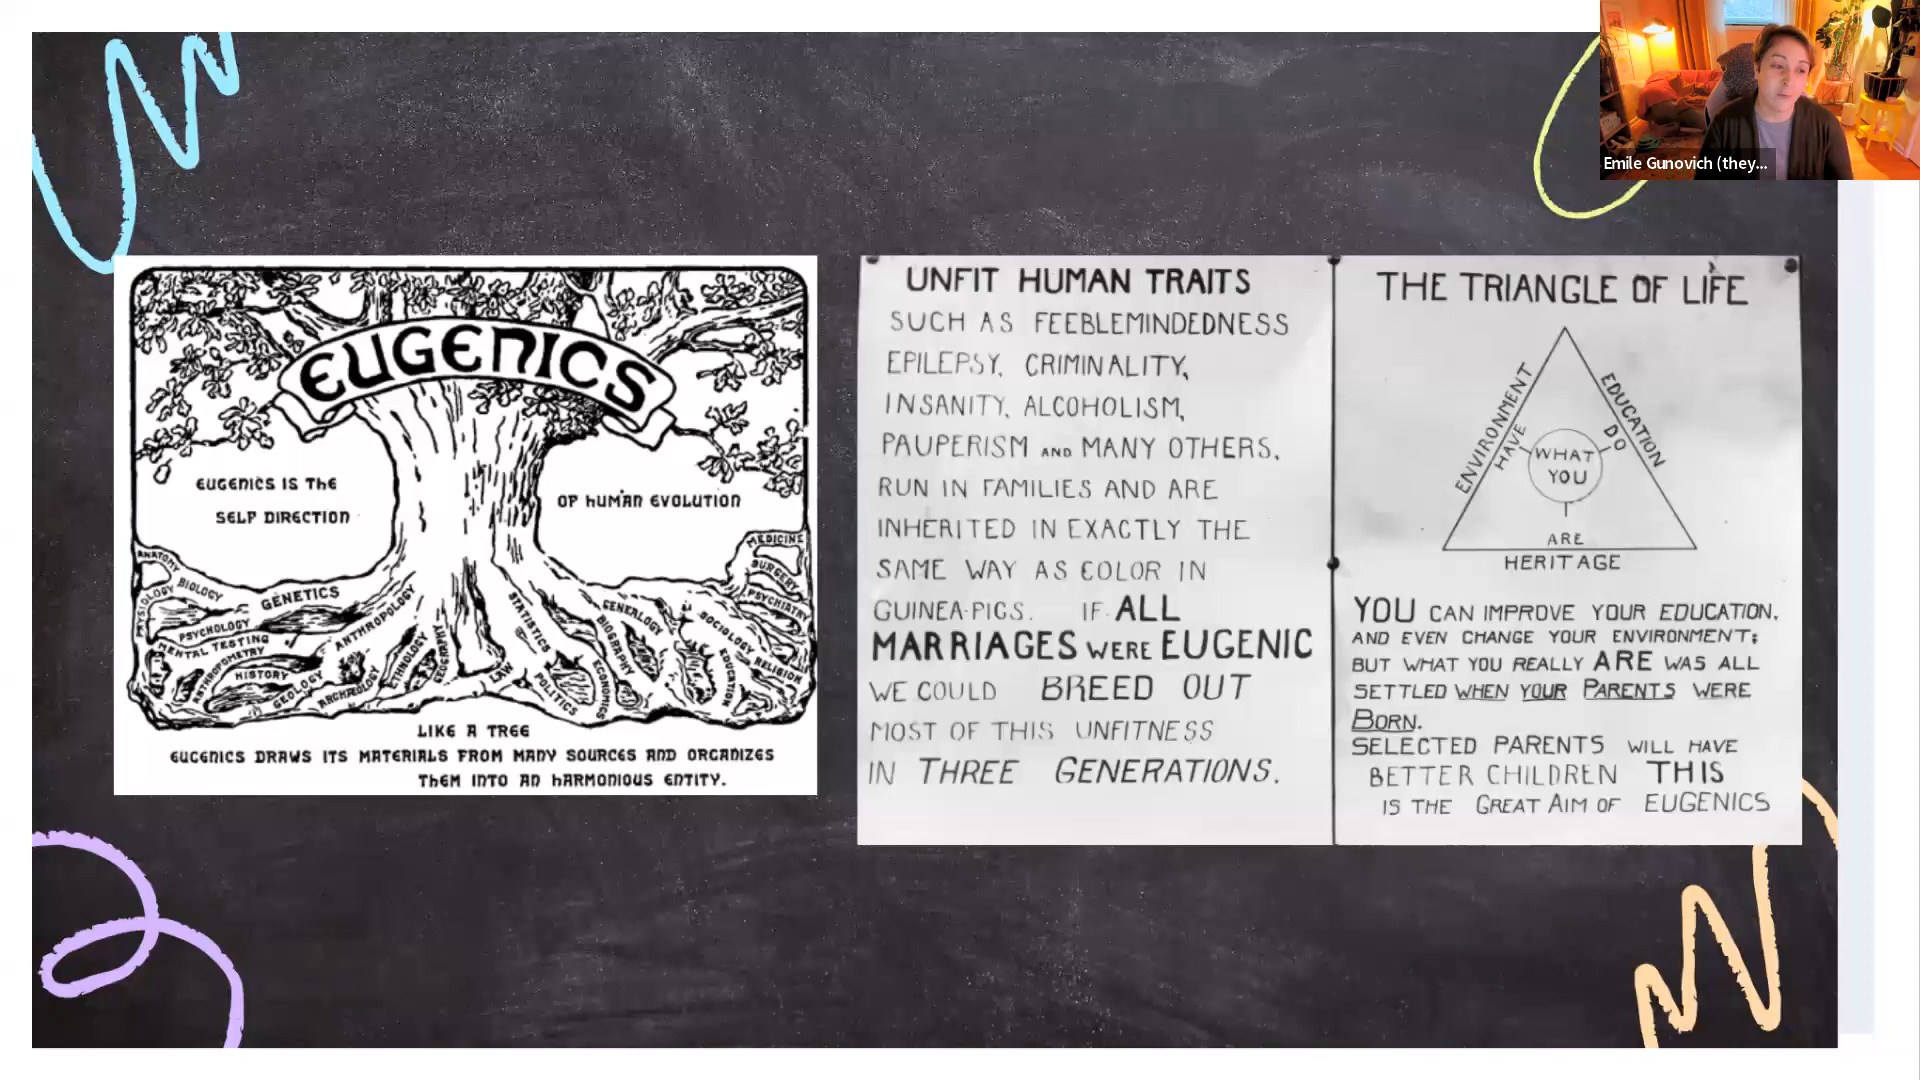 Emile Gunovich (they...
EUGENICS
EUGENICS IS THE
SELF DIRECTION
OF HUMAN EVOLUTION
ANATOMY
PHYSIOLOGY
BIOLOGY
GENETICS
PSYCHOLOGY
MENTAL TESTING
ANTHROPOMETRY
HISTORY
GEOLOGY
ANTHROPOLOGY
ARCHÆOLOGY
ETHNOLOGY
GEOGRAPHY
LAW
STATISTICS
POLITICS
ECONOMICS
BIOGRAPHY
GENEALOGY
EDUCATION
SOCIOLOGY
RELIGION
PSYCHIATRY
SURGERY
MEDICINE
LIKE A TREE
EUGENICS DRAWS ITS MATERIALS FROM MANY SOURCES AND ORGANIZES
THEM INTO AN HARMONIOUS ENTITY.
UNFIT HUMAN TRAITS
SUCH AS FEEBLEMINDEDNESS
EPILEPSY, CRIMINALITY,
INSANITY, ALCOHOLISM,
PAUPERISM AND MANY OTHERS,
RUN IN FAMILIES AND ARE
INHERITED IN EXACTLY THE
SAME WAY AS COLOR IN
GUINEA-PIGS. IF ALL
MARRIAGES WERE EUGENIC
WE COULD BREED OUT
MOST OF THIS UNFITNESS
IN THREE GENERATIONS.
THE TRIANGLE OF LIFE
ENVIRONMENT
EDUCATION
HAVE
DO
WHAT
YOU
ARE
HERITAGE
YOU CAN IMPROVE YOUR EDUCATION,
AND EVEN CHANGE YOUR ENVIRONMENT;
BUT WHAT YOU REALLY ARE WAS ALL
SETTLED WHEN YOUR PARENTS WERE
BORN.
SELECTED PARENTS WILL HAVE
BETTER CHILDREN THIS
IS THE GREAT AIM OF EUGENICS